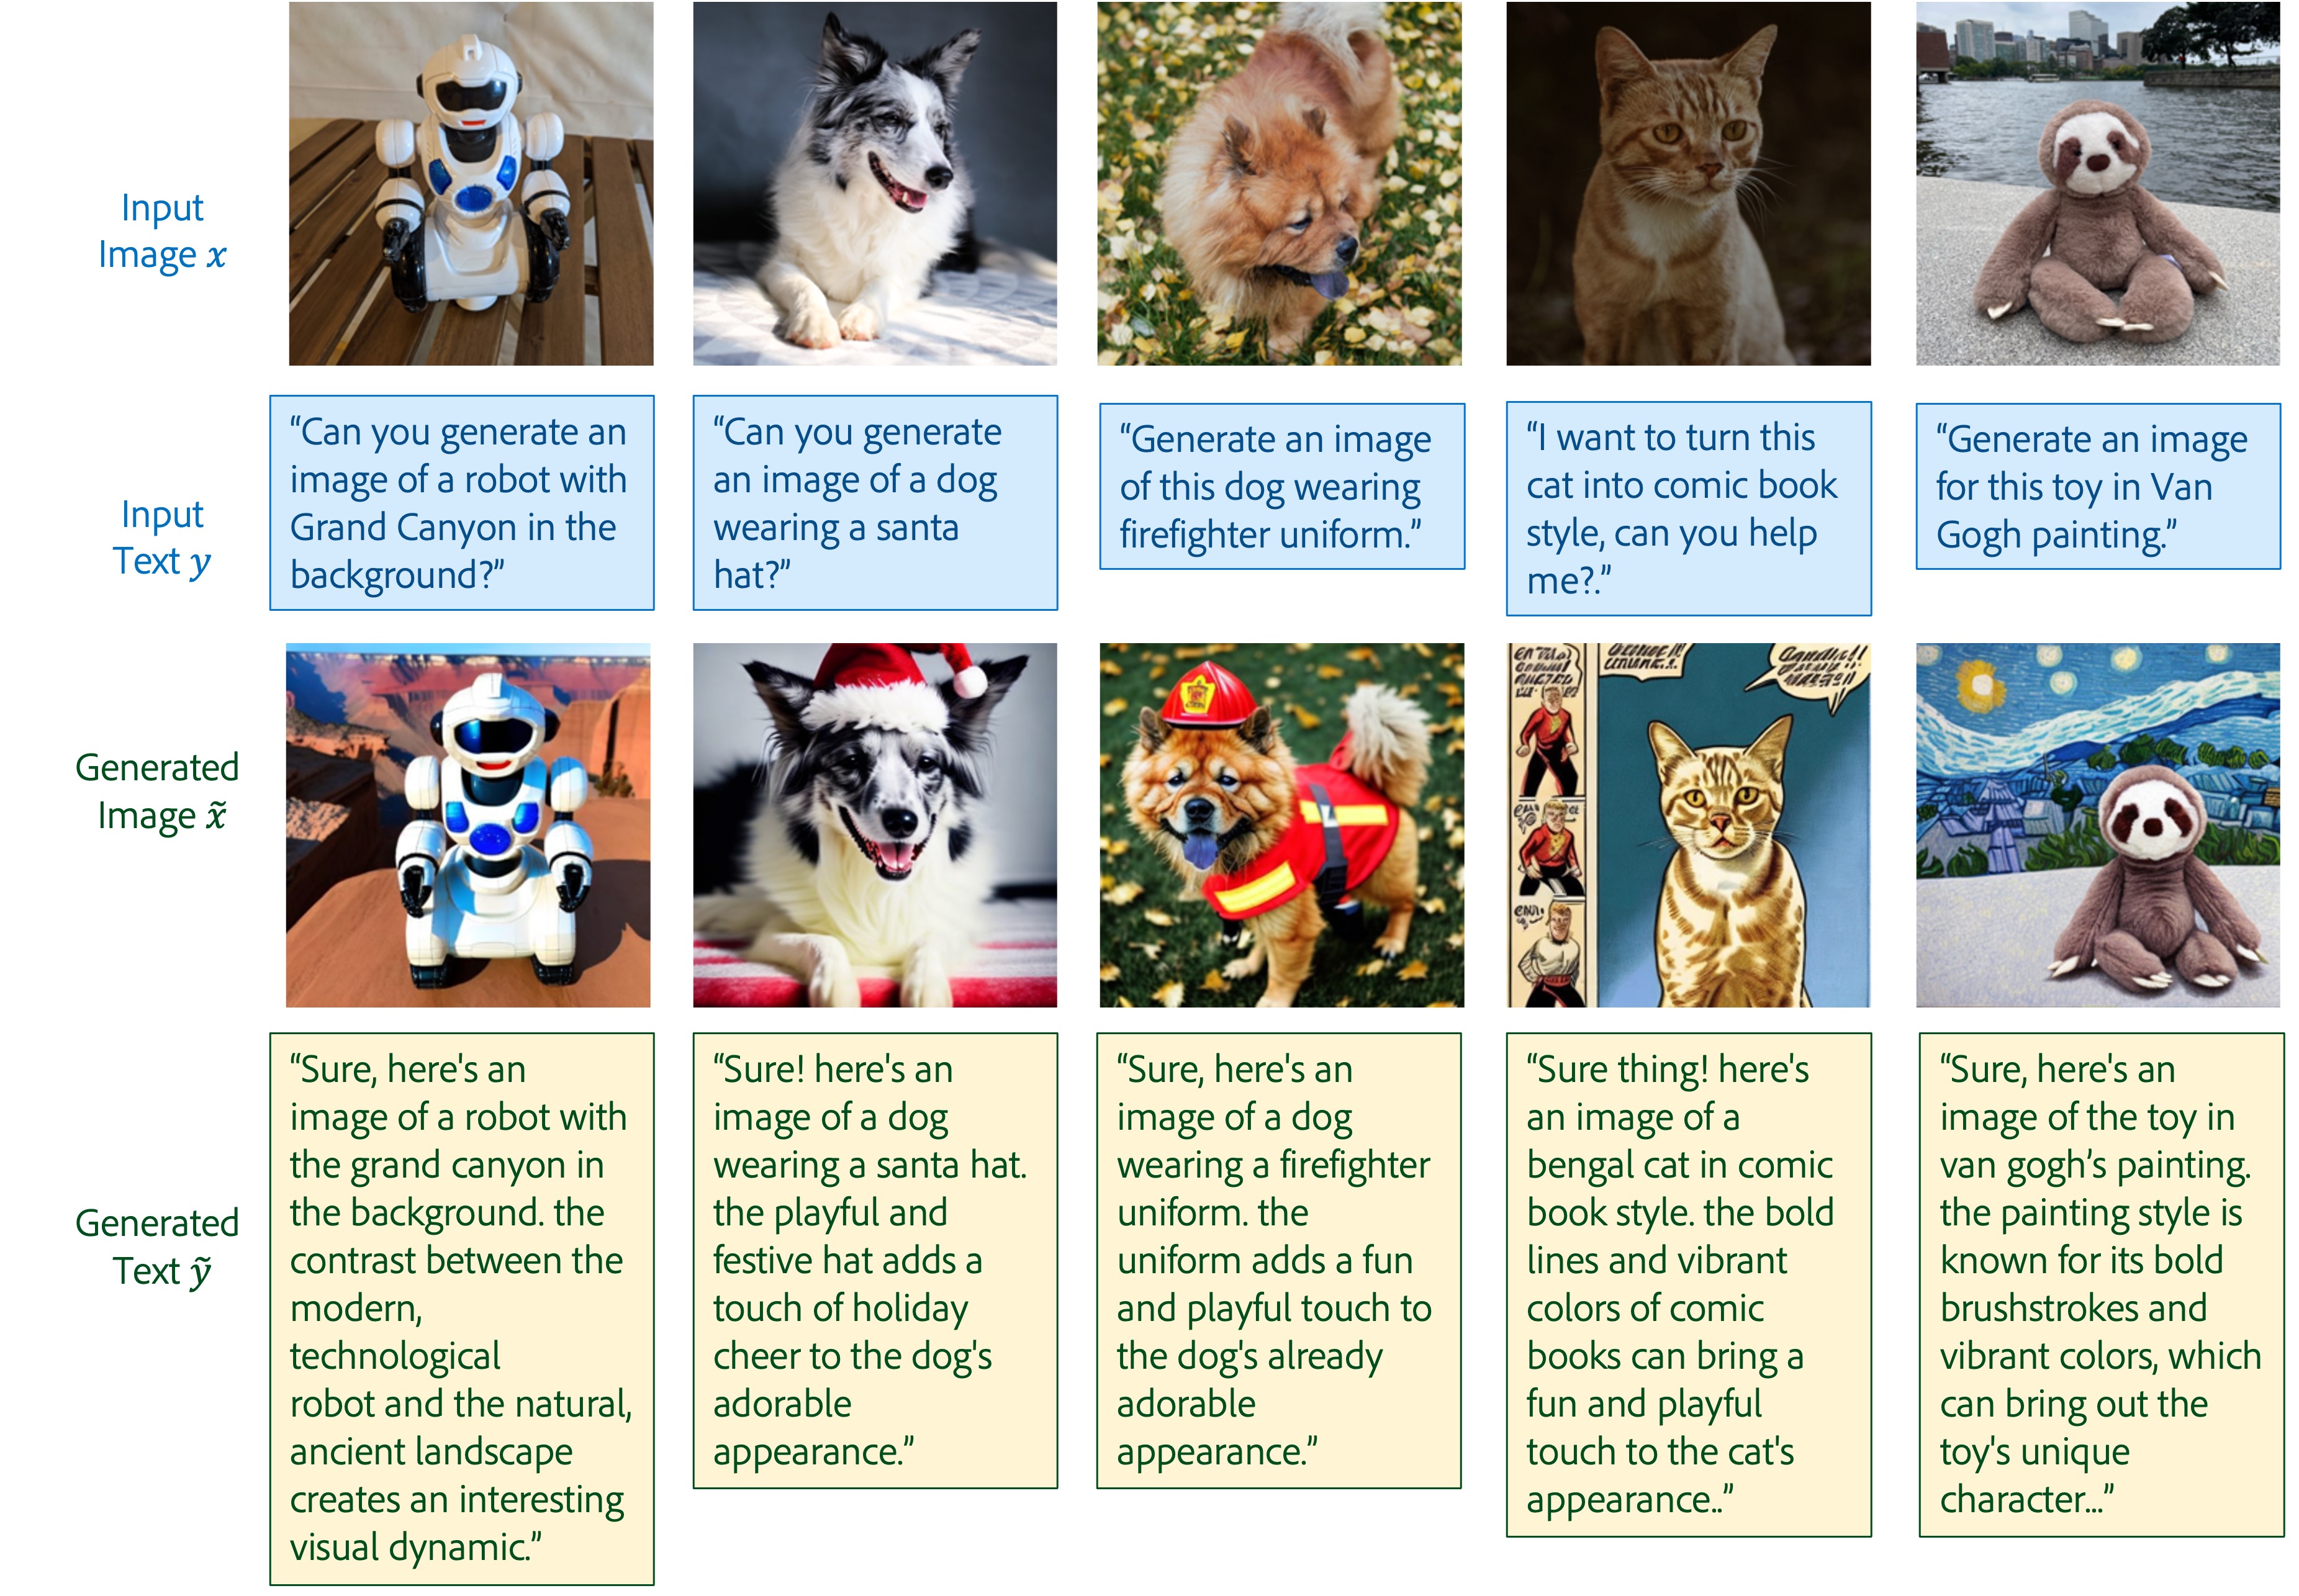 Input
Image x
Input
Text y
“Can you generate an
image of a robot with
Grand Canyon in the
background?”
“Can you generate
an image of a dog
wearing a santa
hat?”
“Generate an image
of this dog wearing
firefighter uniform.”
“I want to turn this
cat into comic book
style, can you help
me?.”
“Generate an image
for this toy in Van
Gogh painting.”
Generated
Image x̃
Generated
Text ỹ
“Sure, here's an
image of a robot with
the grand canyon in
the background. the
contrast between the
modern,
technological
robot and the natural,
ancient landscape
creates an interesting
visual dynamic.”
“Sure! here's an
image of a dog
wearing a santa hat.
the playful and
festive hat adds a
touch of holiday
cheer to the dog's
adorable
appearance.”
“Sure, here's an
image of a dog
wearing a firefighter
uniform. the
uniform adds a fun
and playful touch to
the dog's already
adorable
appearance.”
“Sure thing! here's
an image of a
bengal cat in comic
book style. the bold
lines and vibrant
colors of comic
books can bring a
fun and playful
touch to the cat's
appearance..”
“Sure, here's an
image of the toy in
van gogh’s painting.
the painting style is
known for its bold
brushstrokes and
vibrant colors, which
can bring out the
toy's unique
character...”